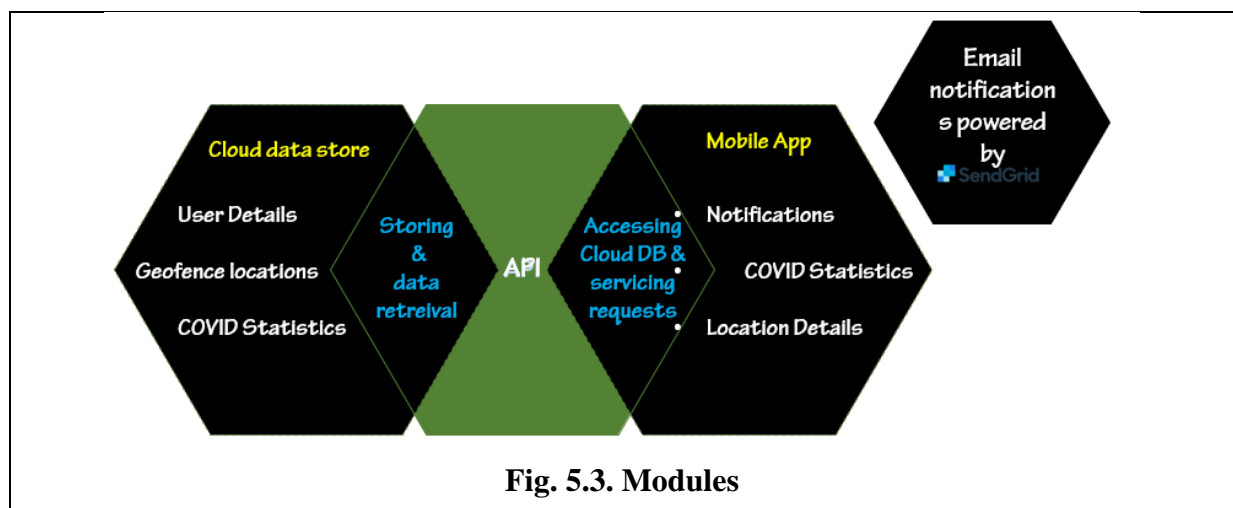 Cloud data store
User Details
Geofence locations
COVID Statistics
Storing
&
data
retreival
API
Accessing
Cloud DB &
servicing
requests
Mobile App
• Notifications
• COVID Statistics
• Location Details
Email
notification
s powered
by
SendGrid
Fig. 5.3. Modules